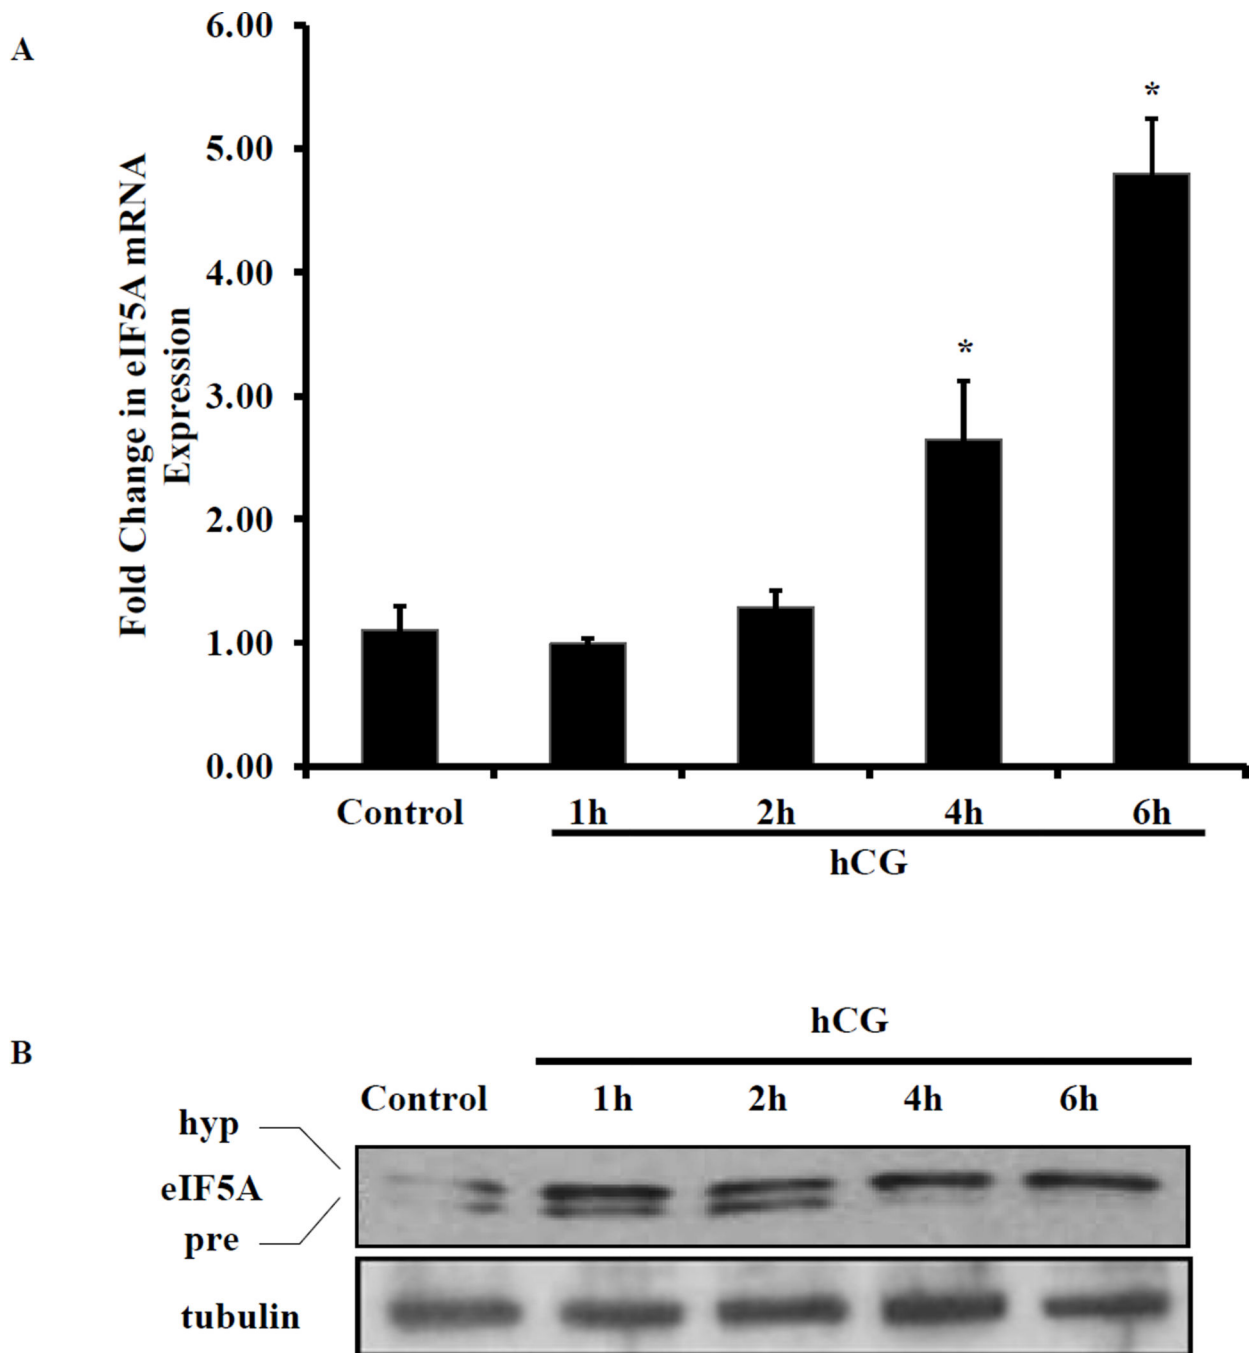 A
6.00
5.00
4.00
3.00
2.00
1.00
0.00
Fold Change in eIF5A mRNA
Expression
*
*
Control 1h 2h 4h 6h
hCG
B
hCG
Control 1h 2h 4h 6h
hyp
eIF5A
pre
tubulin